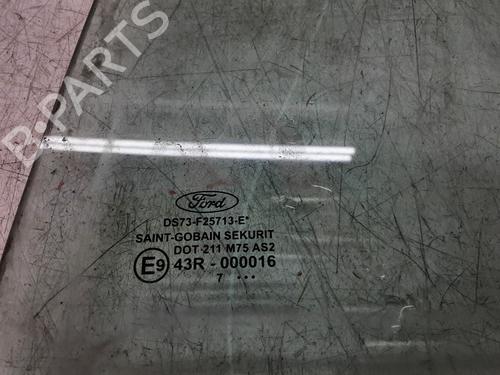 B-PARTS
Ford
DS73-F25713-E*
SAINT-GOBAIN SEKURIT
DOT-211 M75 AS2
E9 43R - 000016
7 •••